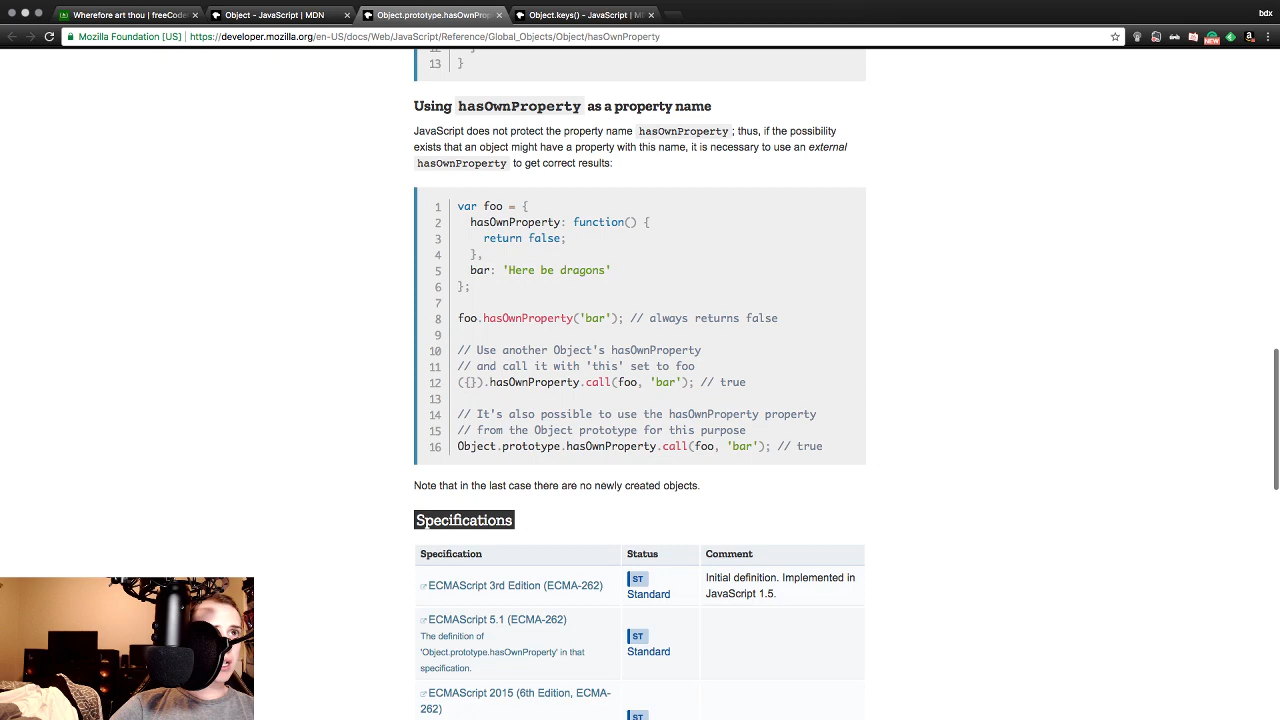 Wherefore art thou | freeCode
Object - JavaScript | MDN
Object.prototype.hasOwnProp
Object.keys() - JavaScript | M
bdx
Mozilla Foundation [US]
https://developer.mozilla.org/en-US/docs/Web/JavaScript/Reference/Global_Objects/Object/hasOwnProperty
NEW
13 }
Using hasOwnProperty as a property name
JavaScript does not protect the property name hasOwnProperty; thus, if the possibility
exists that an object might have a property with this name, it is necessary to use an external
hasOwnProperty to get correct results:
1 var foo = {
2 hasOwnProperty: function() {
3 return false;
4 },
5 bar: 'Here be dragons'
6 };
7
8 foo.hasOwnProperty('bar'); // always returns false
9
10 // Use another Object's hasOwnProperty
11 // and call it with 'this' set to foo
12 ({}).hasOwnProperty.call(foo, 'bar'); // true
13
14 // It's also possible to use the hasOwnProperty property
15 // from the Object prototype for this purpose
16 Object.prototype.hasOwnProperty.call(foo, 'bar'); // true
Note that in the last case there are no newly created objects.
Specifications
Specification Status Comment
ECMAScript 3rd Edition (ECMA-262)
ST
Standard
Initial definition. Implemented in
JavaScript 1.5.
ECMAScript 5.1 (ECMA-262)
The definition of
'Object.prototype.hasOwnProperty' in that
specification.
ST
Standard
ECMAScript 2015 (6th Edition, ECMA-
262)
ST